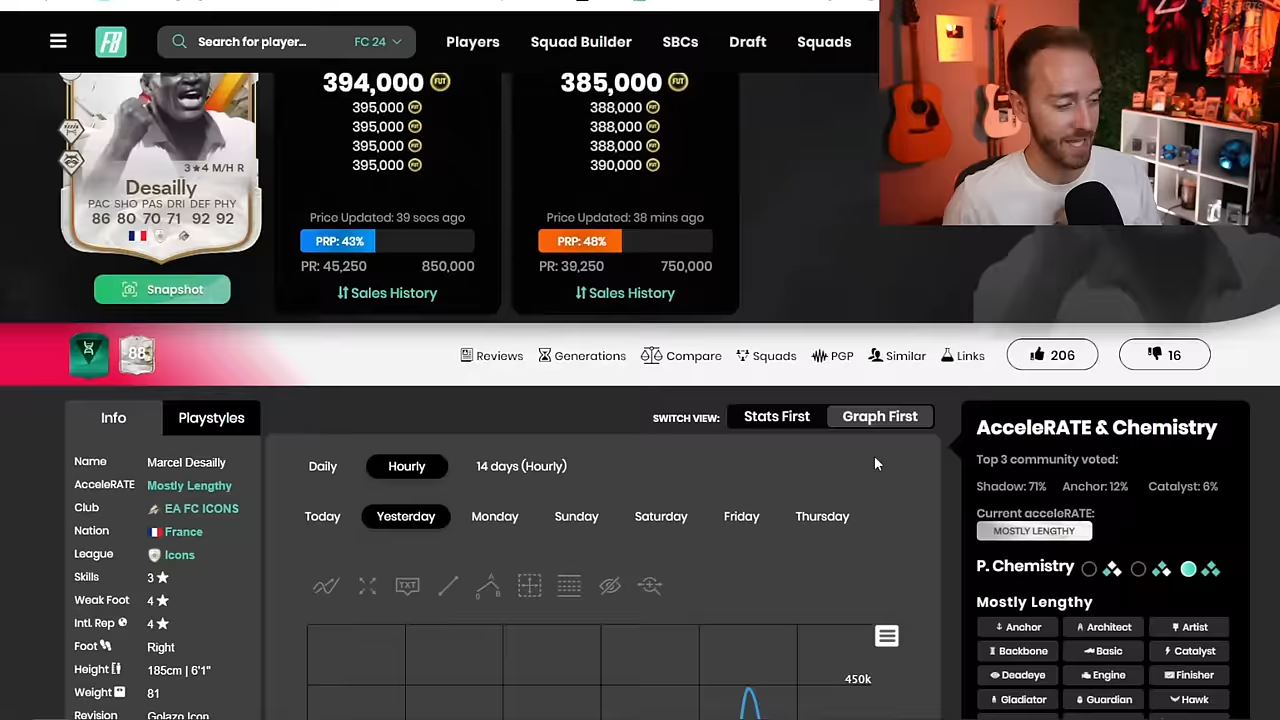 FB
Search for player...
FC 24
Players
Squad Builder
SBCs
Draft
Squads
394,000
395,000
395,000
395,000
395,000
Price Updated: 39 secs ago
PRP: 43%
PR: 45,250
850,000
Sales History
385,000
388,000
388,000
388,000
390,000
Price Updated: 38 mins ago
PRP: 48%
PR: 39,250
750,000
Sales History
3★4 M/H R
Desailly
PAC SHO PAS DRI DEF PHY
86 80 70 71 92 92
Snapshot
88
Reviews
Generations
Compare
Squads
PGP
Similar
Links
206
16
Info
Playstyles
Name Marcel Desailly
AcceleRATE Mostly Lengthy
Club EA FC ICONS
Nation France
League Icons
Skills 3★
Weak Foot 4★
Intl. Rep 4★
Foot Right
Height 185cm | 6'1"
Weight 81
Revision Golazo Icon
SWITCH VIEW:
Stats First
Graph First
Daily
Hourly
14 days (Hourly)
Today
Yesterday
Monday
Sunday
Saturday
Friday
Thursday
TXT
450k
AcceleRATE & Chemistry
Top 3 community voted:
Shadow: 71% Anchor: 12% Catalyst: 6%
Current acceleRATE:
MOSTLY LENGTHY
P. Chemistry
Mostly Lengthy
Anchor
Architect
Artist
Backbone
Basic
Catalyst
Deadeye
Engine
Finisher
Gladiator
Guardian
Hawk